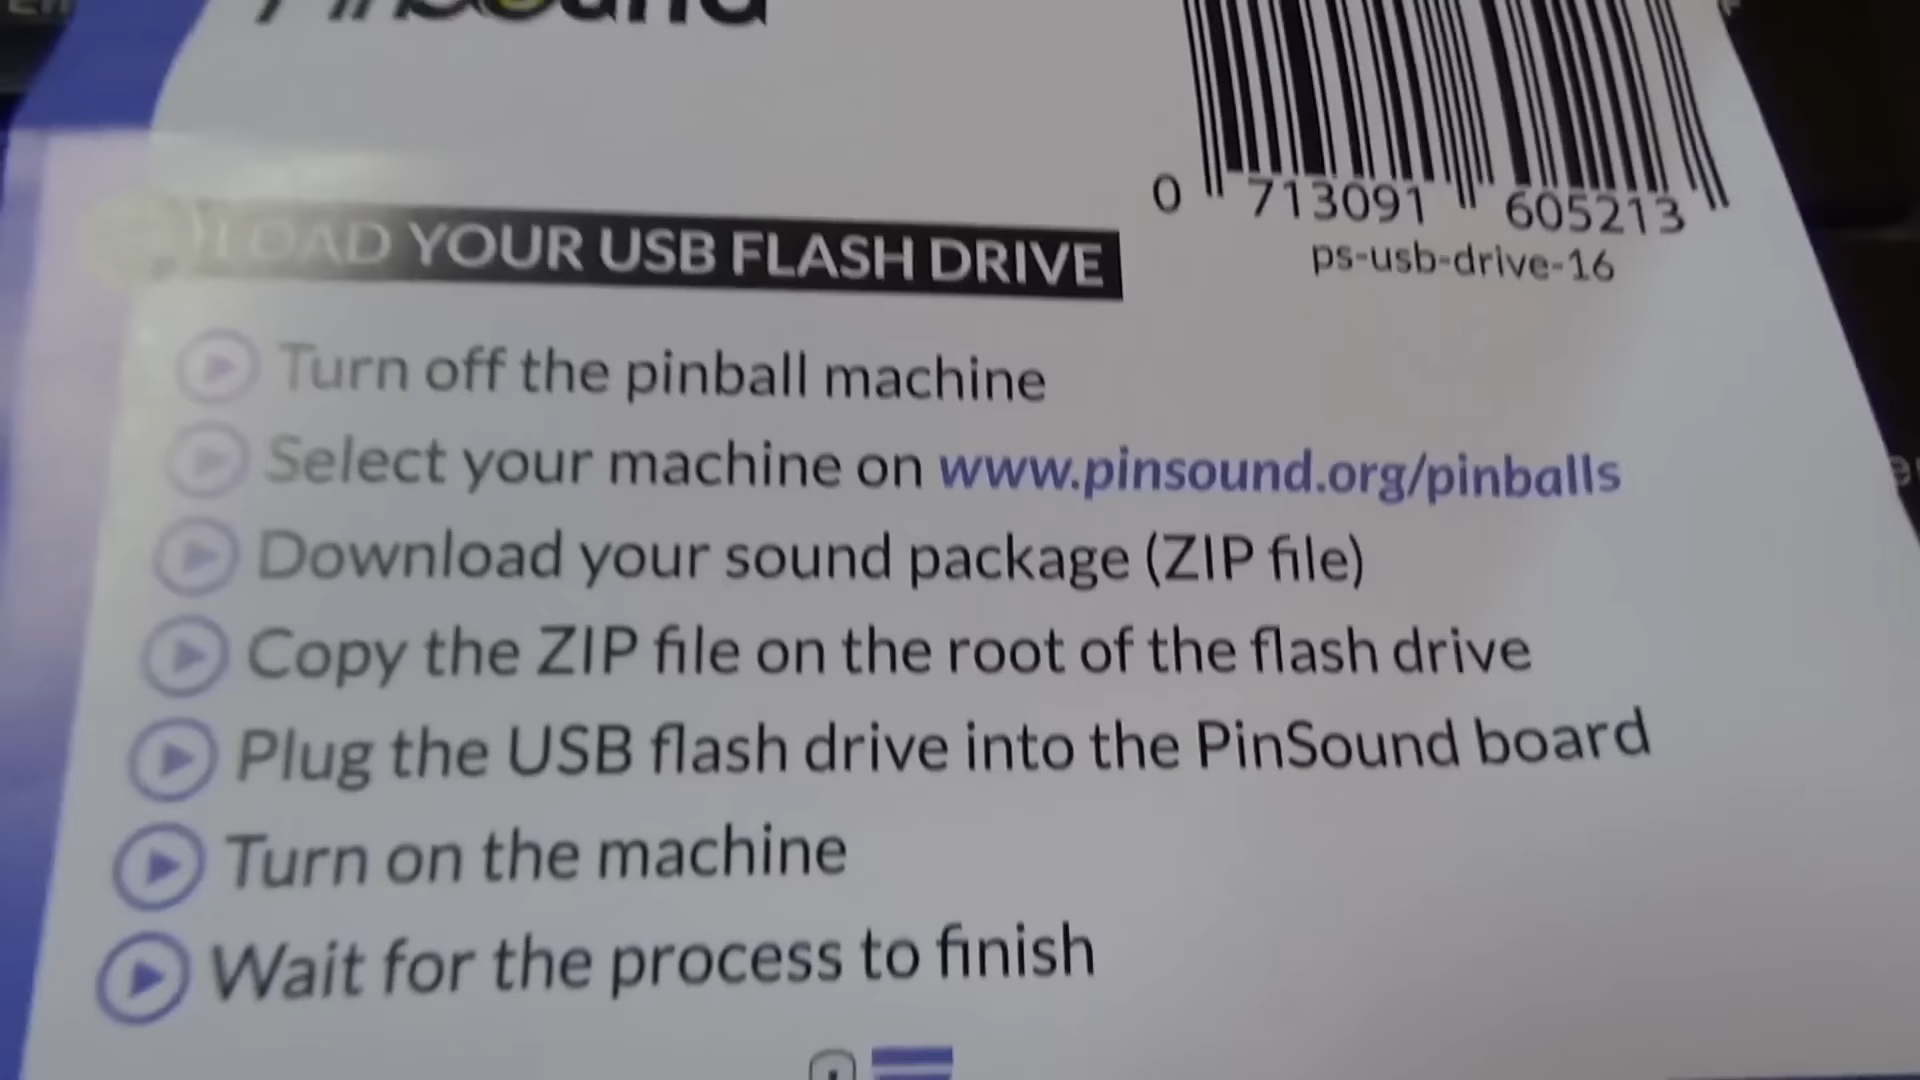 PinSound
0 713091 605213
ps-usb-drive-16
LOAD YOUR USB FLASH DRIVE
Turn off the pinball machine
Select your machine on www.pinsound.org/pinballs
Download your sound package (ZIP file)
Copy the ZIP file on the root of the flash drive
Plug the USB flash drive into the PinSound board
Turn on the machine
Wait for the process to finish